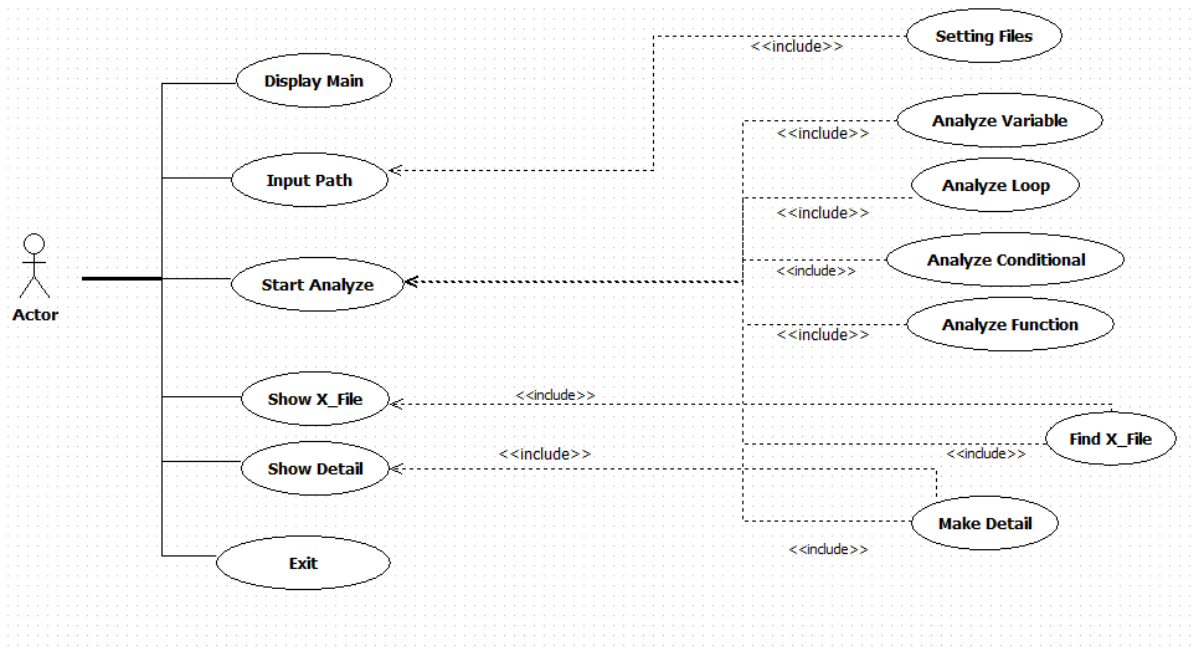 Setting Files
<<include>>
Display Main
Analyze Variable
<<include>>
Input Path
Analyze Loop
<<include>>
Analyze Conditional
<<include>>
Start Analyze
Actor
Analyze Function
<<include>>
Show X_File
<<include>>
Find X_File
<<include>>
Show Detail
<<include>>
Make Detail
<<include>>
Exit